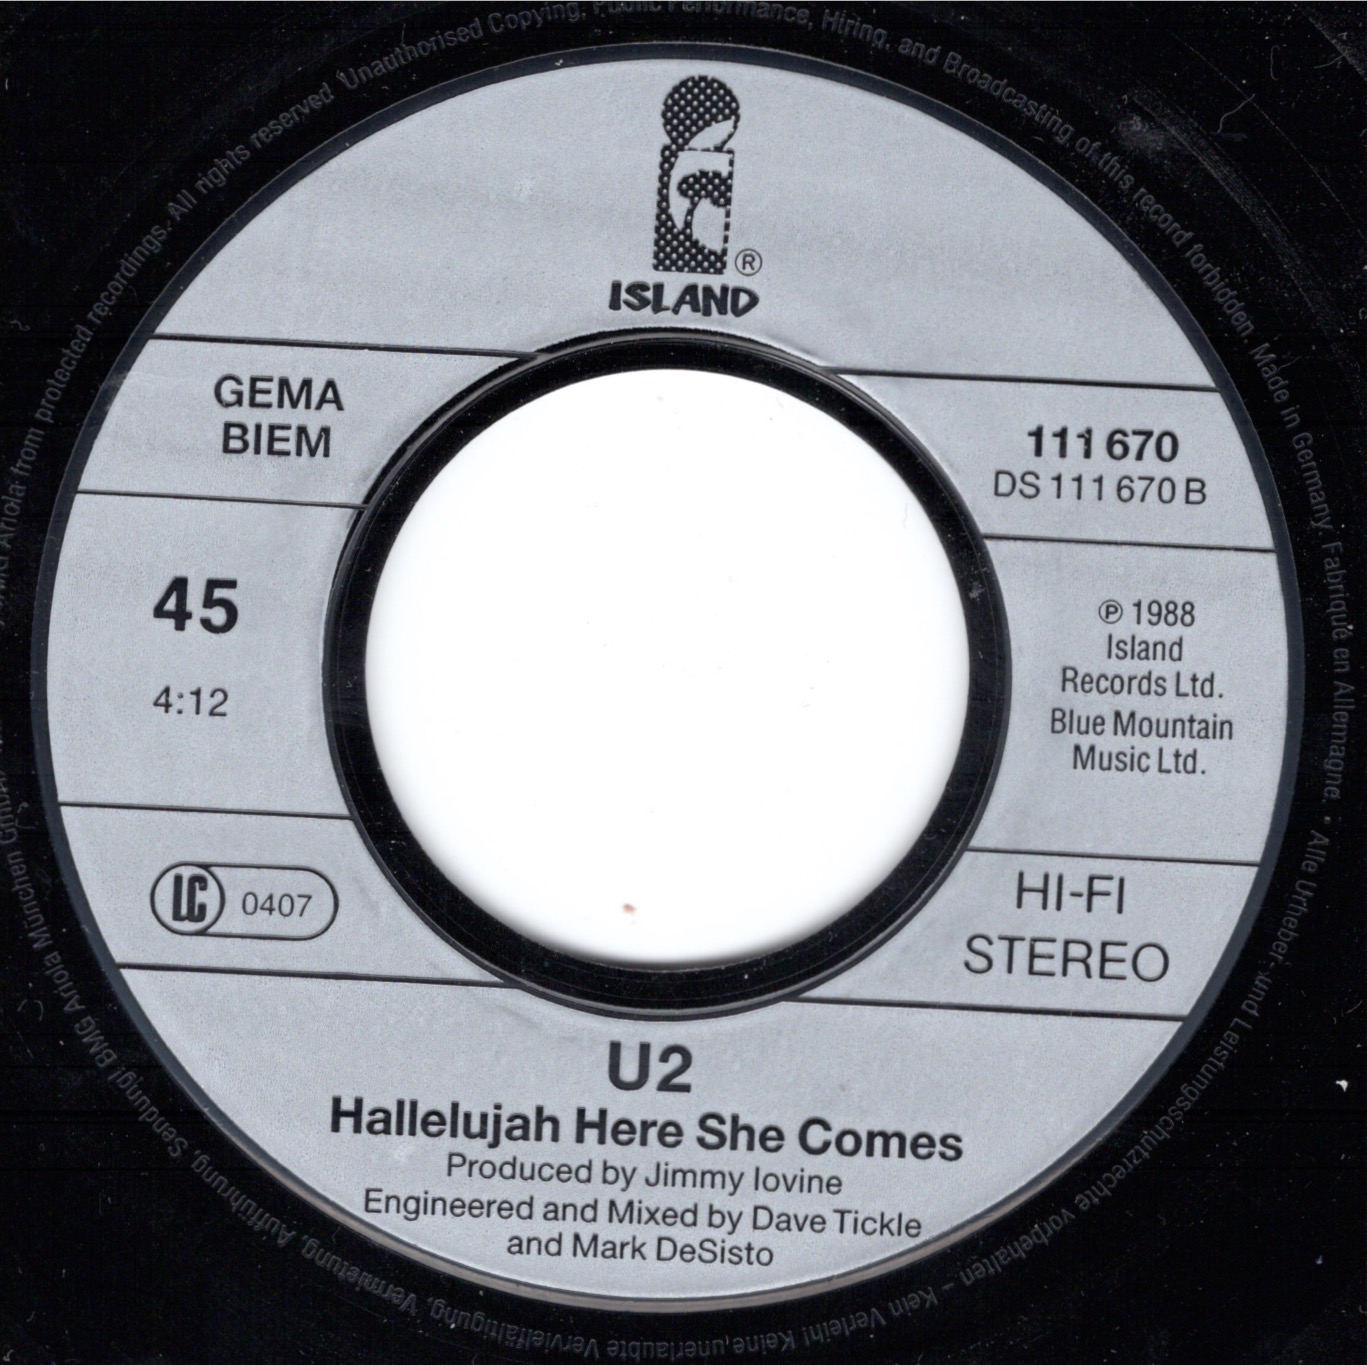 ISLAND
®
GEMA
BIEM
111 670
DS 111 670 B
45
4:12
℗ 1988
Island
Records Ltd.
Blue Mountain
Music Ltd.
LC 0407
HI-FI
STEREO
U2
Hallelujah Here She Comes
Produced by Jimmy Iovine
Engineered and Mixed by Dave Tickle
and Mark DeSisto
Ariola from protected recordings. All rights reserved Unauthorised Copying, Public Performance, Hiring, and Broadcasting of this record forbidden. Made in Germany. Fabriqué en Allemagne. • Alle Urheber- und Leistungsschutzrechte vorbehalten – Kein Verleih! Keine unerlaubte Vervielfältigung, Vermietung, Aufführung, Sendung! BMG Ariola München GmbH